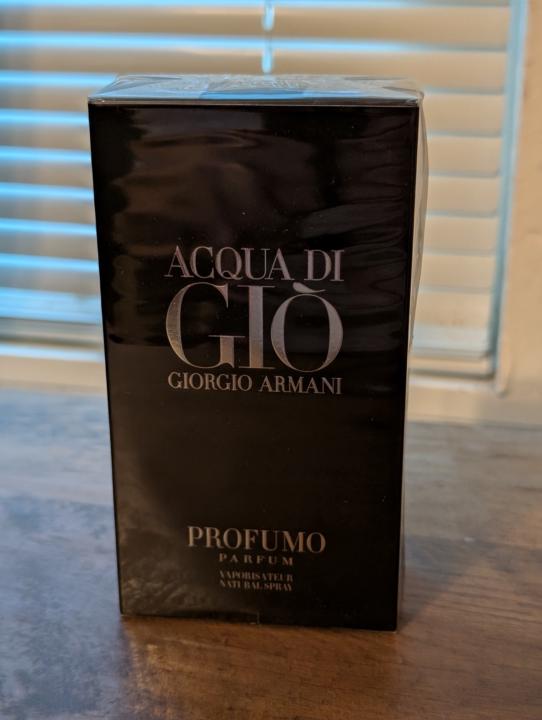 ACQUA DI
GIÒ
GIORGIO ARMANI
PROFUMO
PARFUM
VAPORISATEUR
NATURAL SPRAY